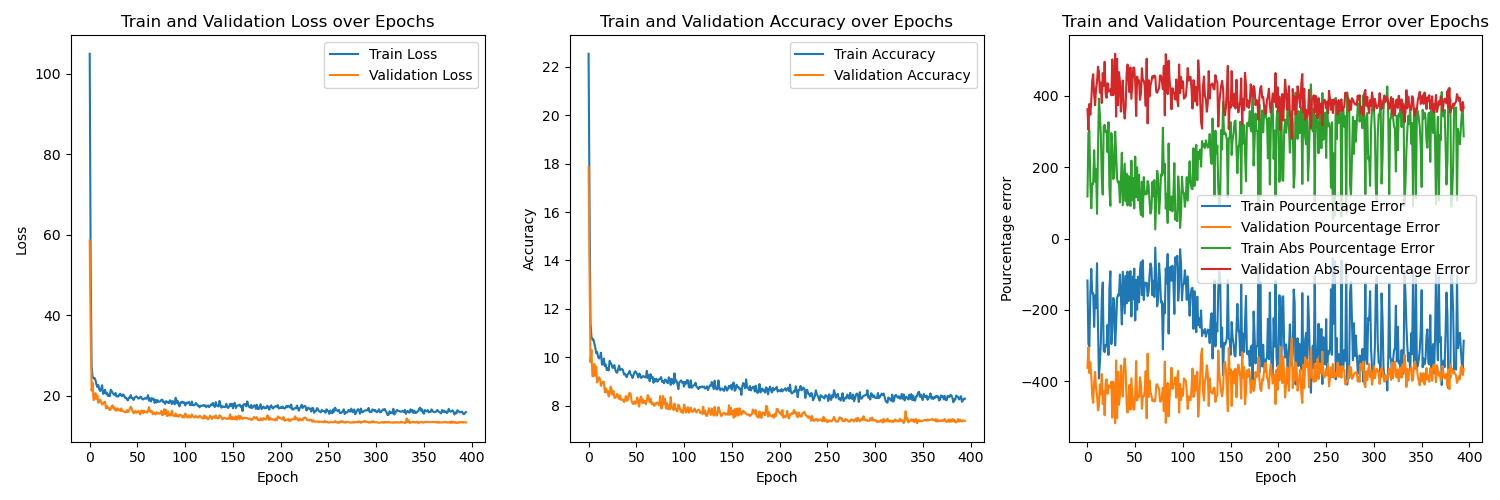 Train and Validation Loss over Epochs
Loss
100
80
60
40
20
0
50
100
150
200
250
300
350
400
Epoch
Train Loss
Validation Loss
Train and Validation Accuracy over Epochs
Accuracy
22
20
18
16
14
12
10
8
0
50
100
150
200
250
300
350
400
Epoch
Train Accuracy
Validation Accuracy
Train and Validation Pourcentage Error over Epochs
Pourcentage error
400
200
0
−200
−400
0
50
100
150
200
250
300
350
400
Epoch
Train Pourcentage Error
Validation Pourcentage Error
Train Abs Pourcentage Error
Validation Abs Pourcentage Error